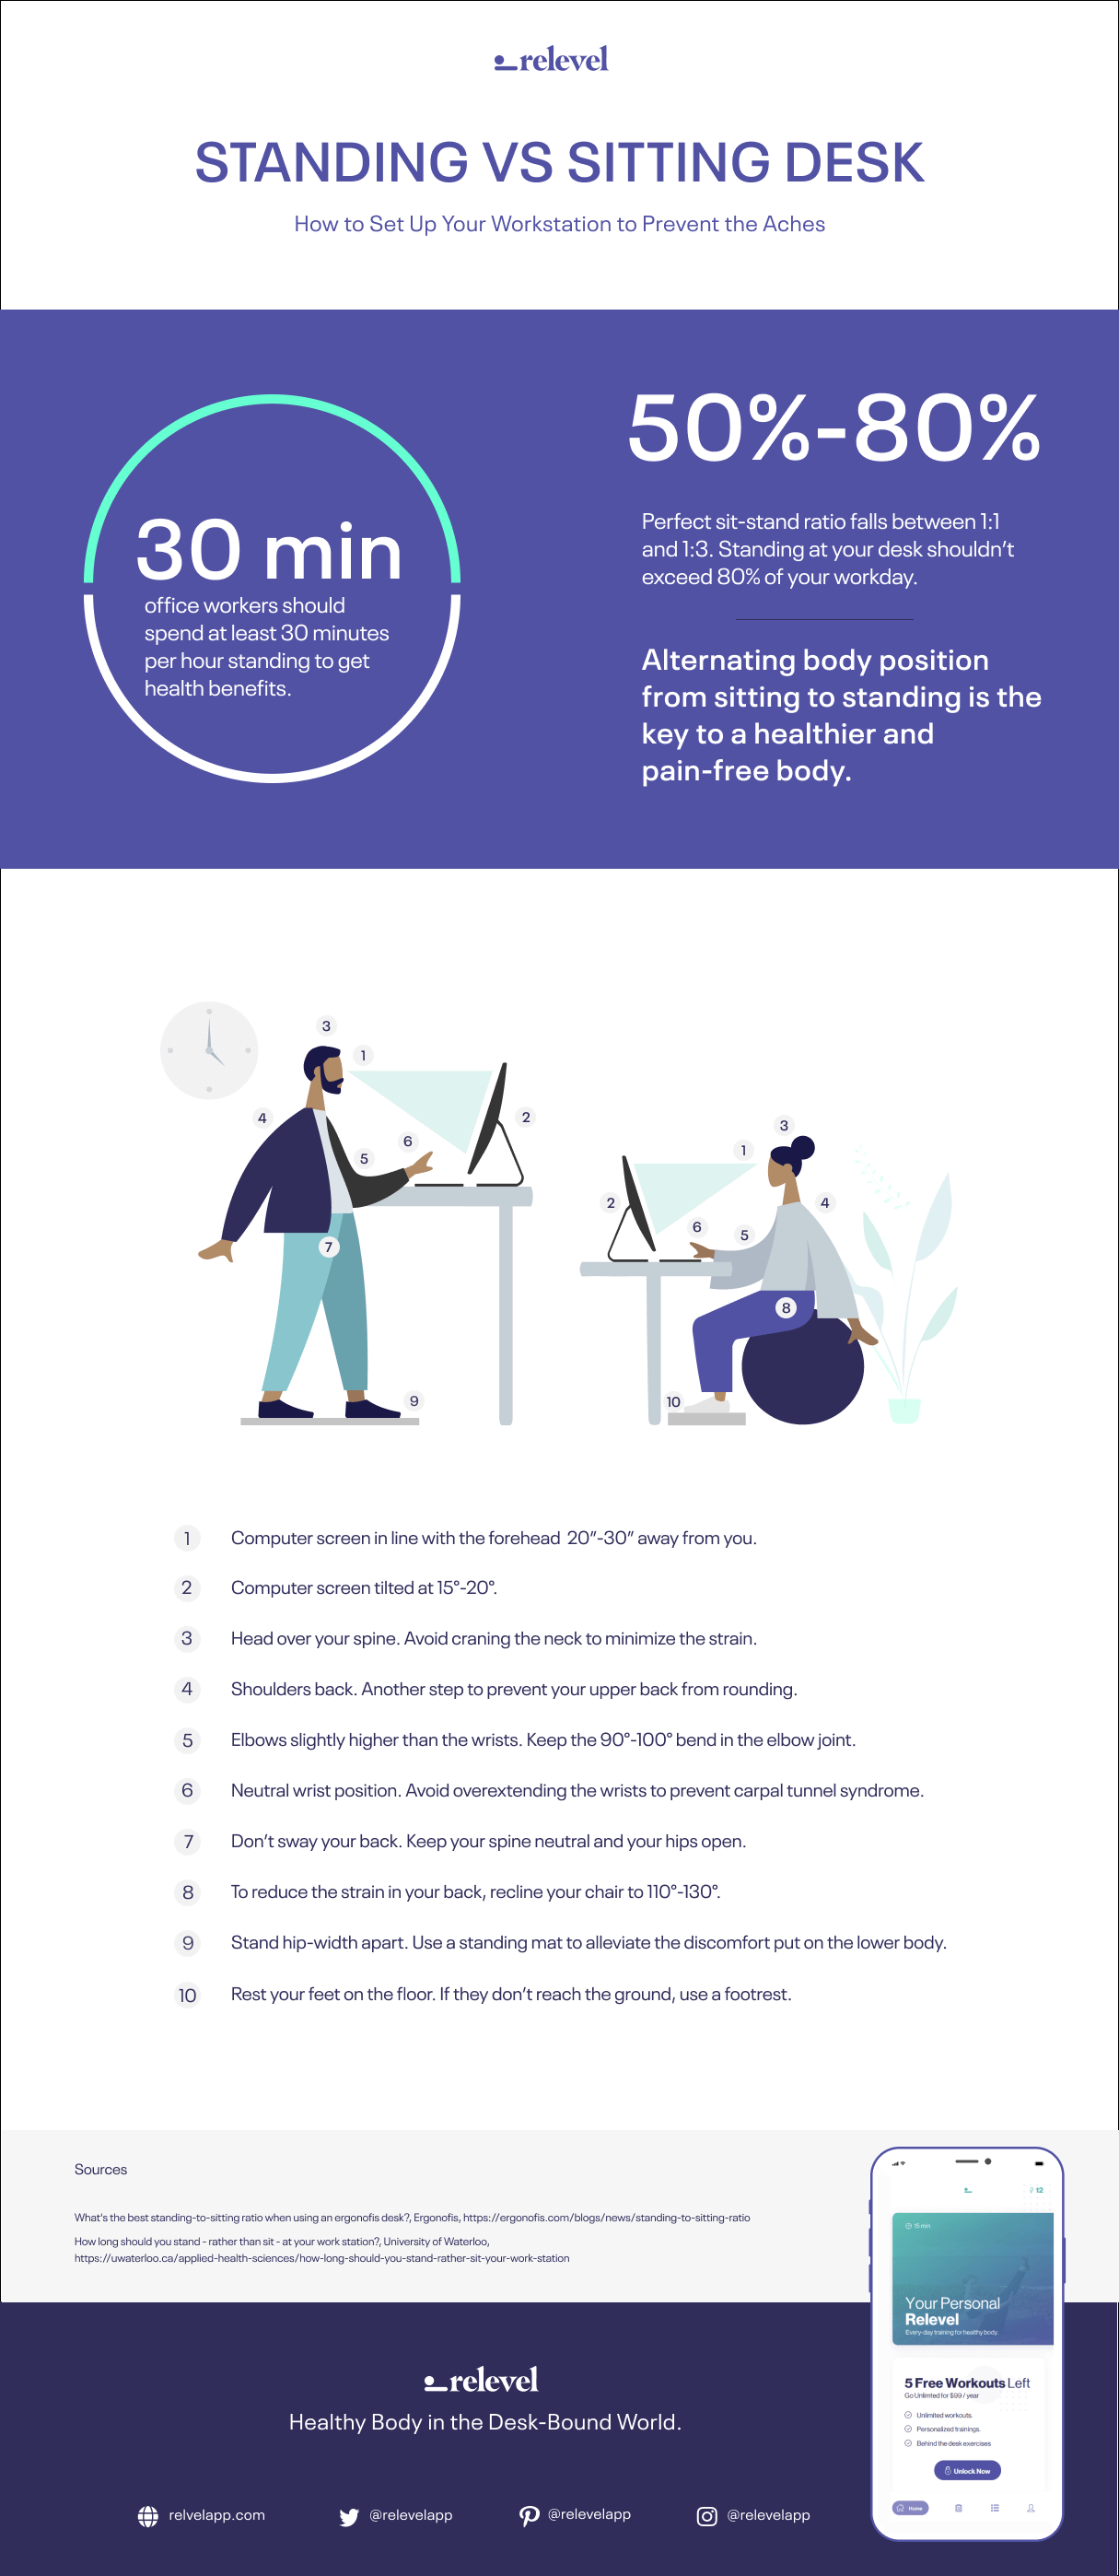 relevel
STANDING VS SITTING DESK
How to Set Up Your Workstation to Prevent the Aches
30 min
office workers should
spend at least 30 minutes
per hour standing to get
health benefits.
50%-80%
Perfect sit-stand ratio falls between 1:1
and 1:3. Standing at your desk shouldn't
exceed 80% of your workday.
Alternating body position
from sitting to standing is the
key to a healthier and
pain-free body.
3
1
4
2
6
5
7
9
3
1
2
4
6
5
8
10
1 Computer screen in line with the forehead 20”-30” away from you.
2 Computer screen tilted at 15°-20°.
3 Head over your spine. Avoid craning the neck to minimize the strain.
4 Shoulders back. Another step to prevent your upper back from rounding.
5 Elbows slightly higher than the wrists. Keep the 90°-100° bend in the elbow joint.
6 Neutral wrist position. Avoid overextending the wrists to prevent carpal tunnel syndrome.
7 Don’t sway your back. Keep your spine neutral and your hips open.
8 To reduce the strain in your back, recline your chair to 110°-130°.
9 Stand hip-width apart. Use a standing mat to alleviate the discomfort put on the lower body.
10 Rest your feet on the floor. If they don’t reach the ground, use a footrest.
Sources
What's the best standing-to-sitting ratio when using an ergonofis desk?, Ergonofis, https://ergonofis.com/blogs/news/standing-to-sitting-ratio
How long should you stand - rather than sit - at your work station?, University of Waterloo,
https://uwaterloo.ca/applied-health-sciences/how-long-should-you-stand-rather-sit-your-work-station
12
15 min
Your Personal
Relevel
Every-day training for healthy body.
5 Free Workouts Left
Go Unlimted for $99 / year
Unlimited workouts.
Personalized trainings.
Behind the desk exercises
Unlock Now
Home
relevel
Healthy Body in the Desk-Bound World.
relvelapp.com
@relevelapp
@relevelapp
@relevelapp